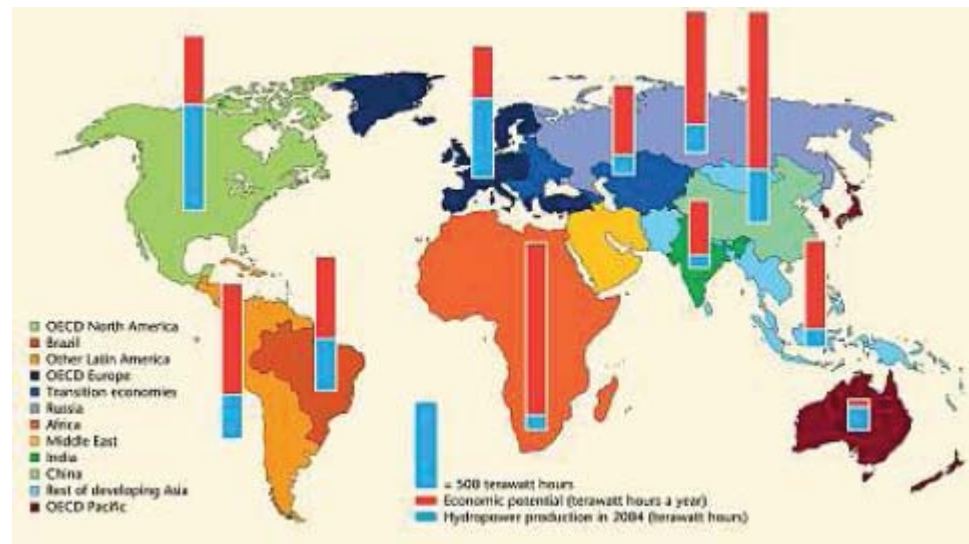 OECD North America
Brazil
Other Latin America
OECD Europe
Transition economies
Russia
Africa
Middle East
India
China
Rest of developing Asia
OECD Pacific
= 500 terawatt hours
Economic potential (terawatt hours a year)
Hydropower production in 2004 (terawatt hours)